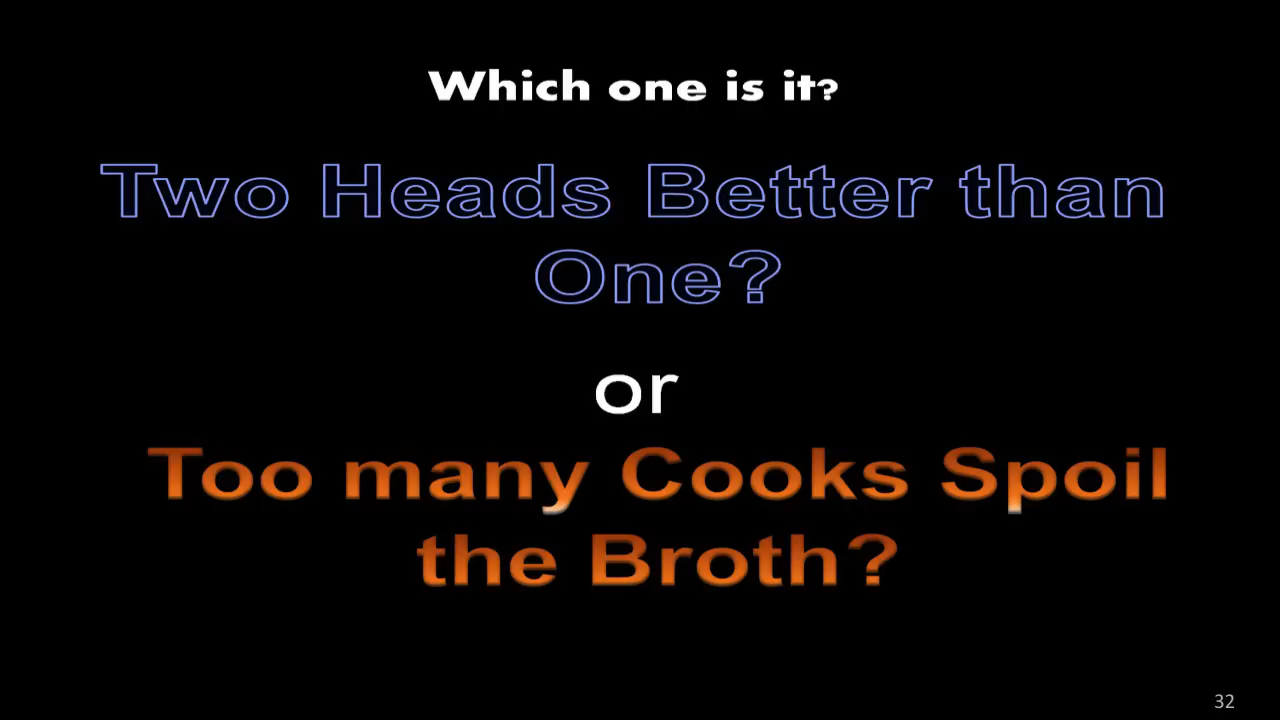 Which one is it?
Two Heads Better than
One?
or
Too many Cooks Spoil
the Broth?
32